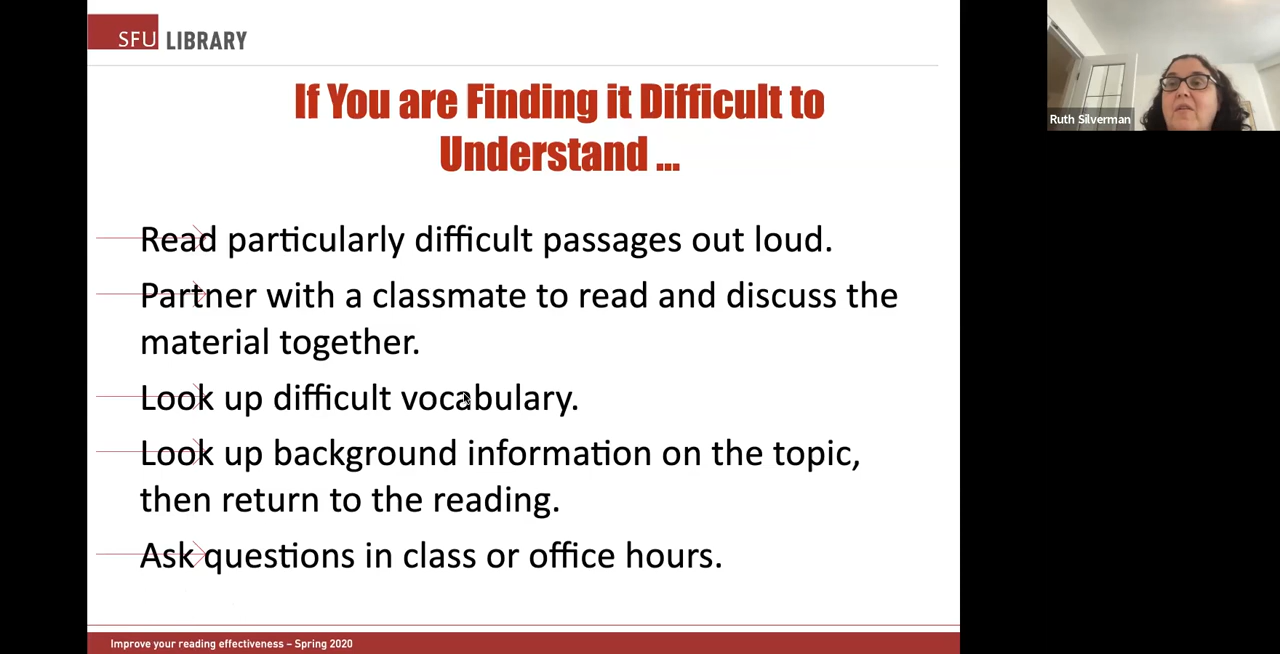 SFU LIBRARY
If You are Finding it Difficult to
Understand ...
Read particularly difficult passages out loud.
Partner with a classmate to read and discuss the
material together.
Look up difficult vocabulary.
Look up background information on the topic,
then return to the reading.
Ask questions in class or office hours.
Improve your reading effectiveness – Spring 2020
Ruth Silverman